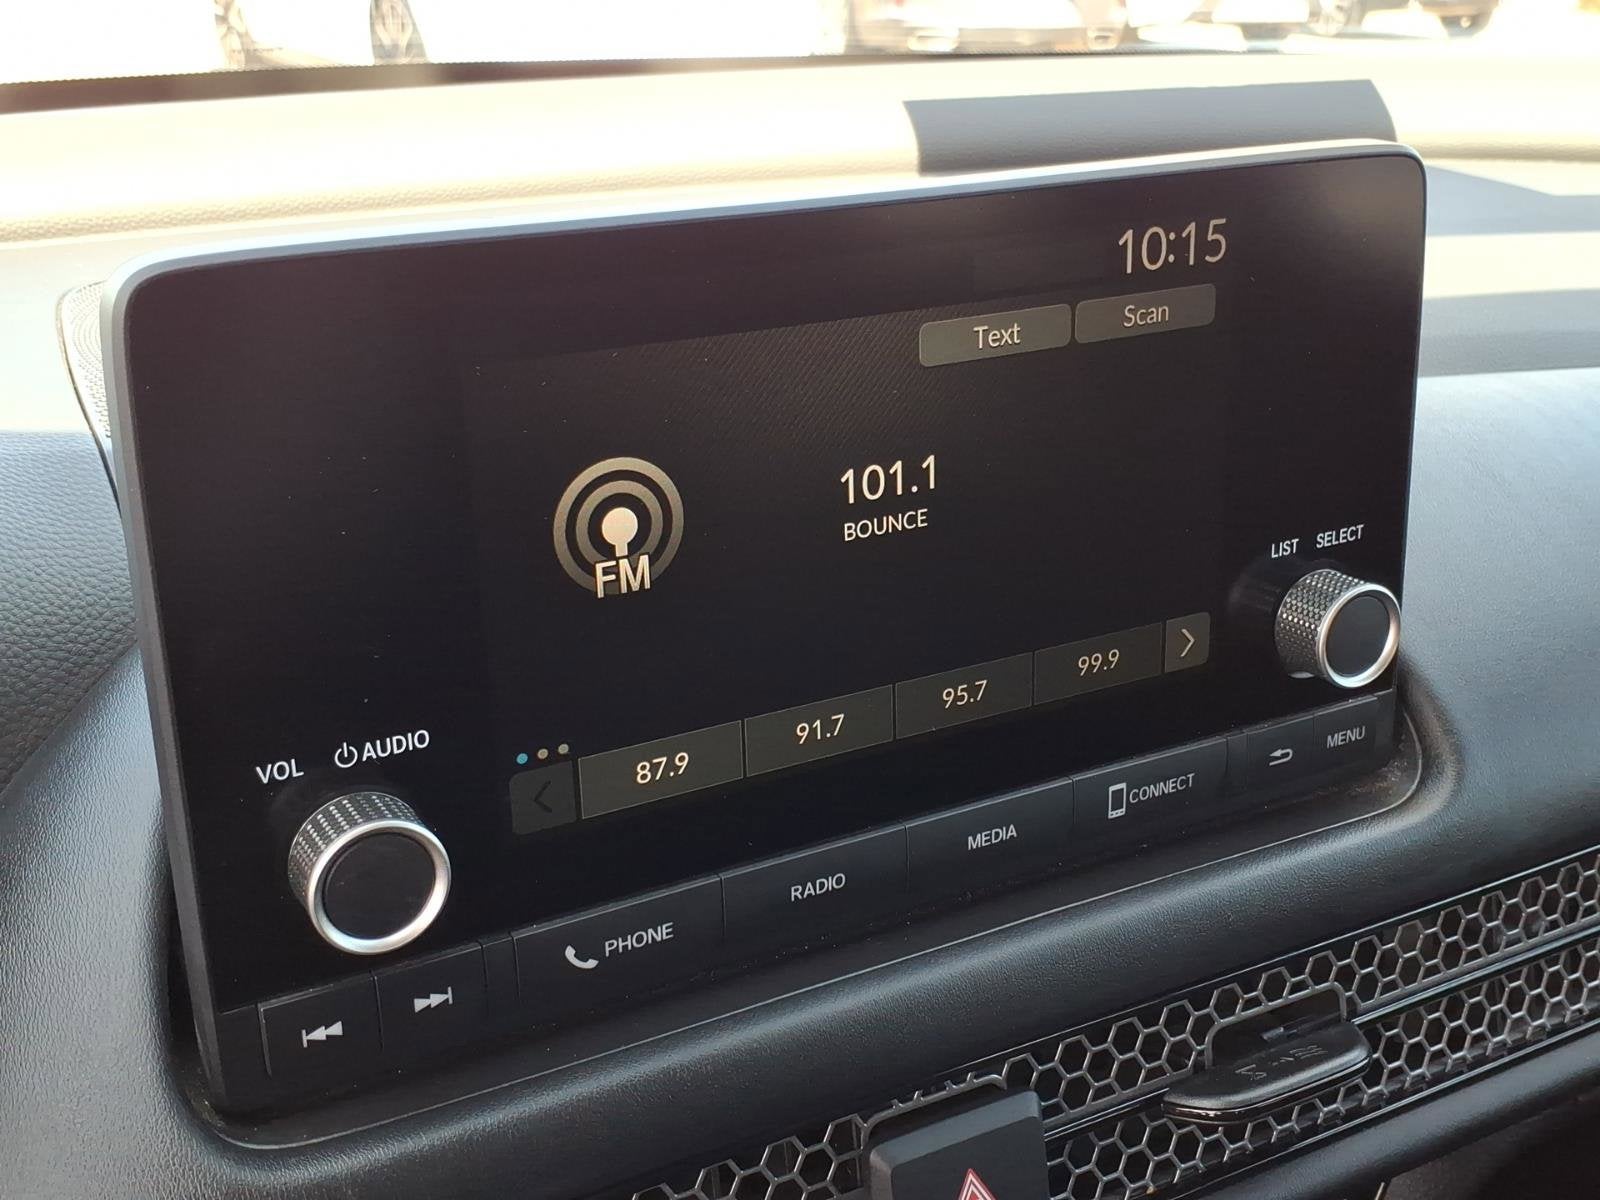 10:15
Text Scan
101.1
BOUNCE
FM
LIST SELECT
VOL AUDIO
87.9 91.7 95.7 99.9
PHONE RADIO MEDIA CONNECT MENU